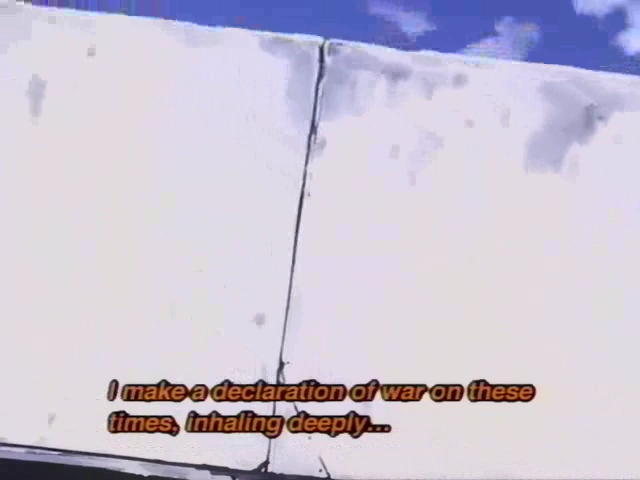 I make a declaration of war on these
times, inhaling deeply...